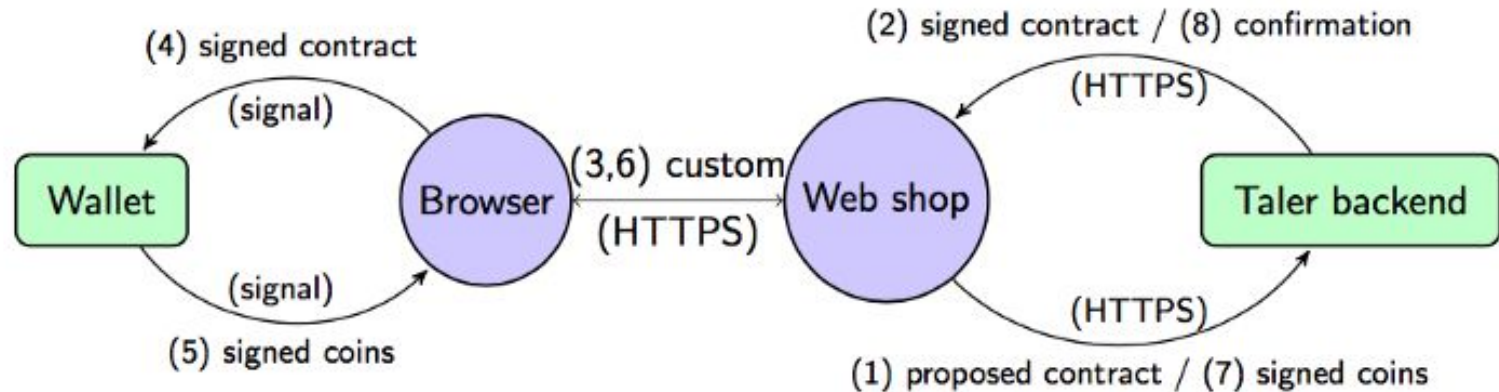 (4) signed contract
(signal)
Wallet
Browser
(signal)
(5) signed coins
(3,6) custom
(HTTPS)
(2) signed contract / (8) confirmation
(HTTPS)
Web shop
Taler backend
(HTTPS)
(1) proposed contract / (7) signed coins